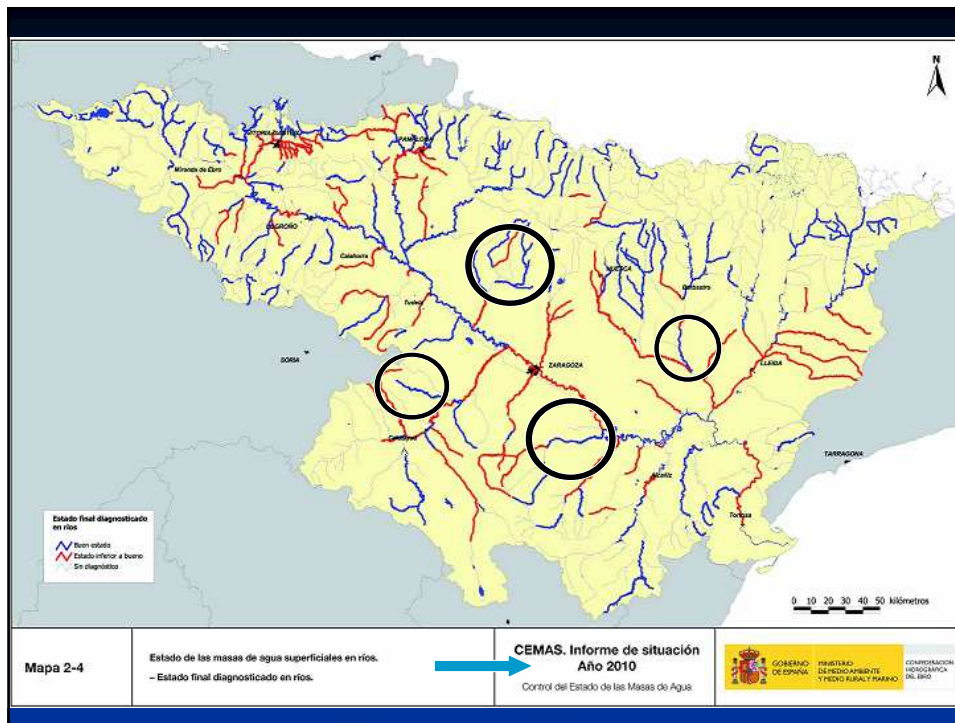 N
VITORIA-GASTEIZ
PAMPLONA
Miranda de Ebro
LOGROÑO
Calahorra
HUESCA
Barbastro
Tudela
SORIA
ZARAGOZA
LLEIDA
Calatayud
TARRAGONA
Alcañiz
Tortosa
Estado final diagnosticado
en ríos
Buen estado
Estado inferior a bueno
Sin diagnóstico
0 10 20 30 40 50 kilómetros
Mapa 2-4
Estado de las masas de agua superficiales en ríos.
– Estado final diagnosticado en ríos.
CEMAS. Informe de situación
Año 2010
Control del Estado de las Masas de Agua
GOBIERNO
DE ESPAÑA
MINISTERIO
DE MEDIO AMBIENTE
Y MEDIO RURAL Y MARINO
CONFEDERACIÓN
HIDROGRÁFICA
DEL EBRO